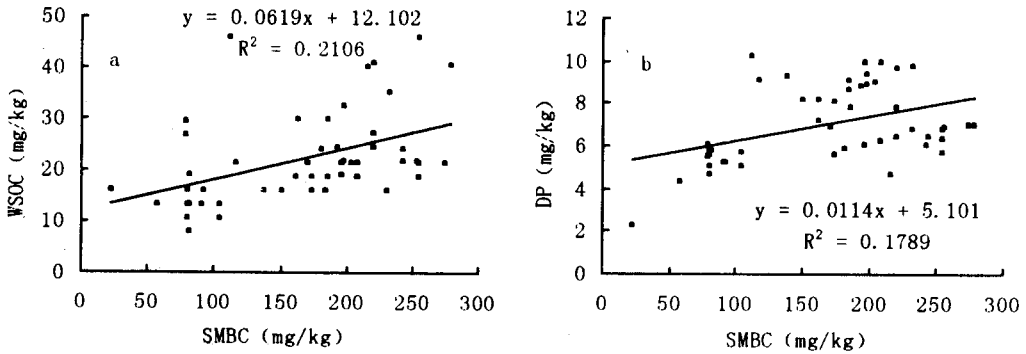 y = 0.0619x + 12.102
R² = 0.2106
a
WSOC (mg/kg)
50
40
30
20
10
0
0 50 100 150 200 250 300
SMBC (mg/kg)
b
DP (mg/kg)
12
10
8
6
4
2
0
y = 0.0114x + 5.101
R² = 0.1789
0 50 100 150 200 250 300
SMBC (mg/kg)